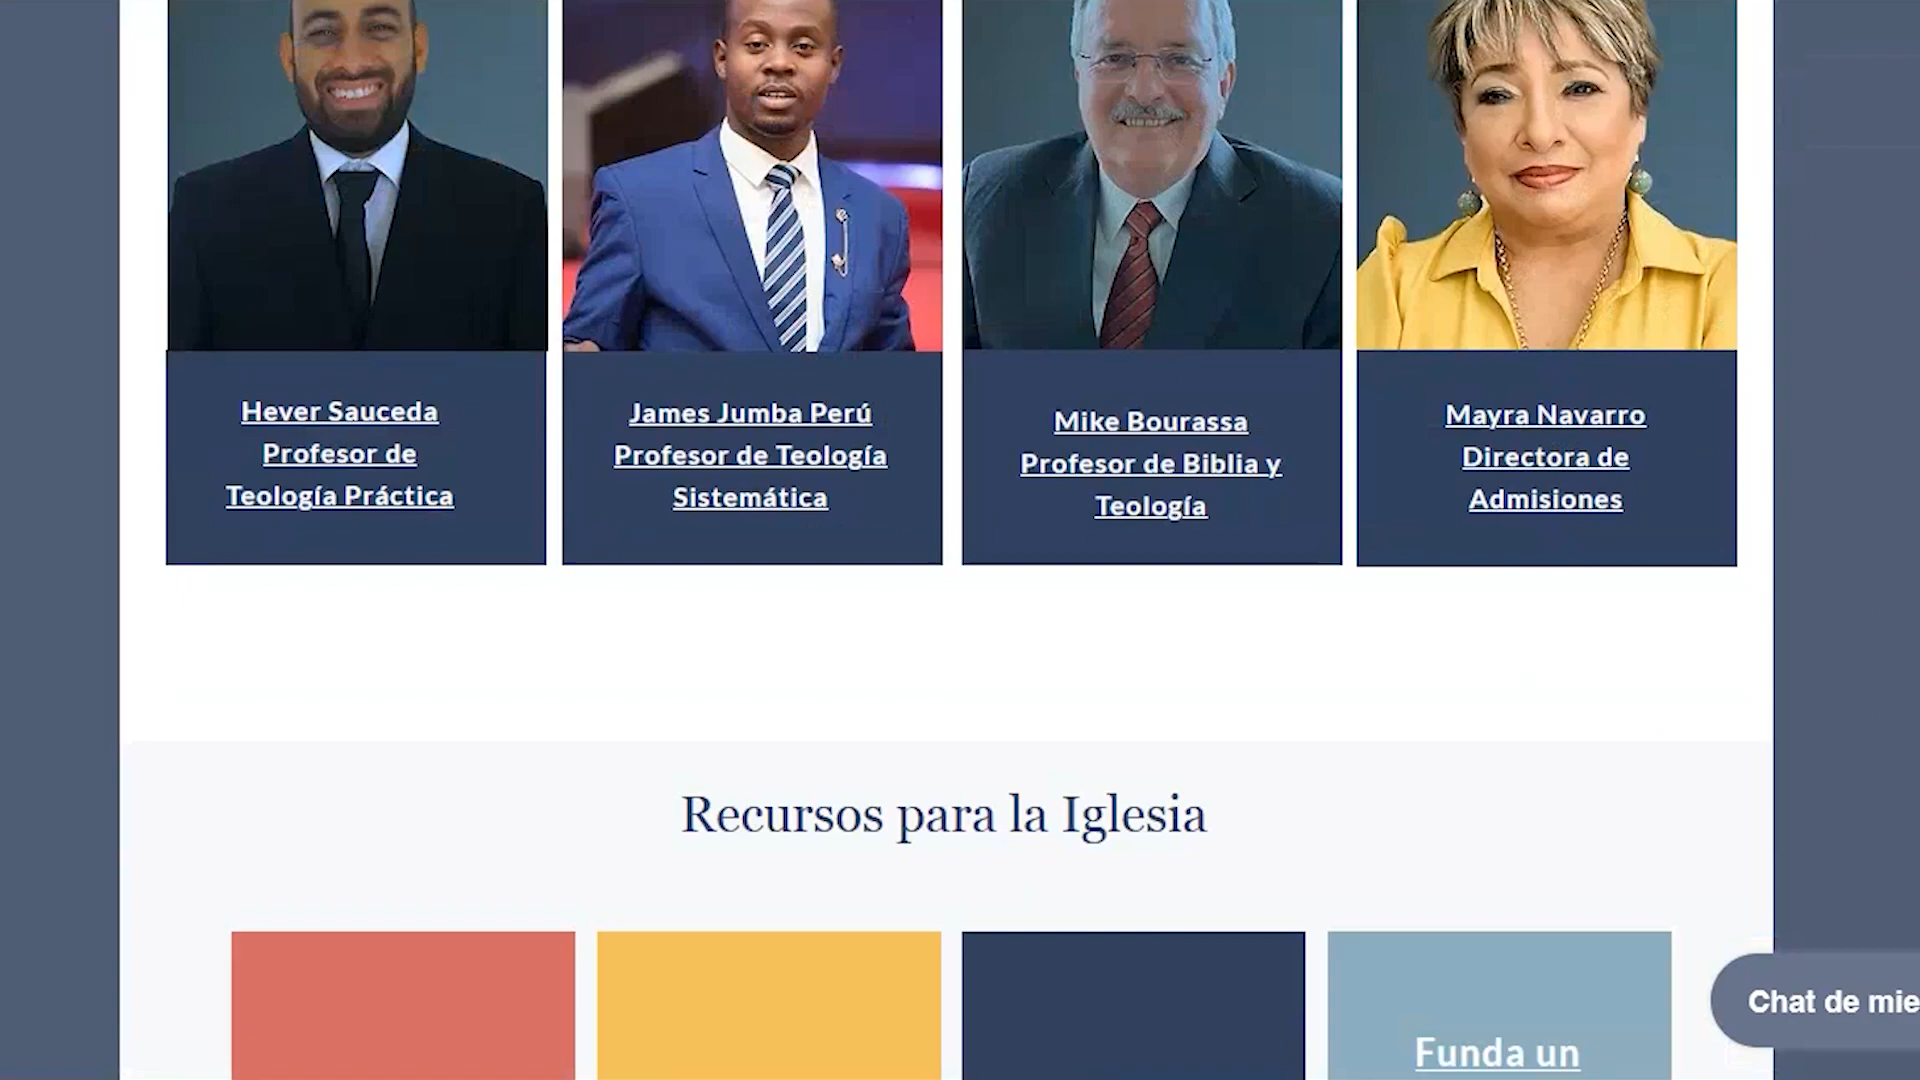 Hever Sauceda
Profesor de
Teología Práctica
James Jumba Perú
Profesor de Teología
Sistemática
Mike Bourassa
Profesor de Biblia y
Teología
Mayra Navarro
Directora de
Admisiones
Recursos para la Iglesia
Funda un
Chat de mie